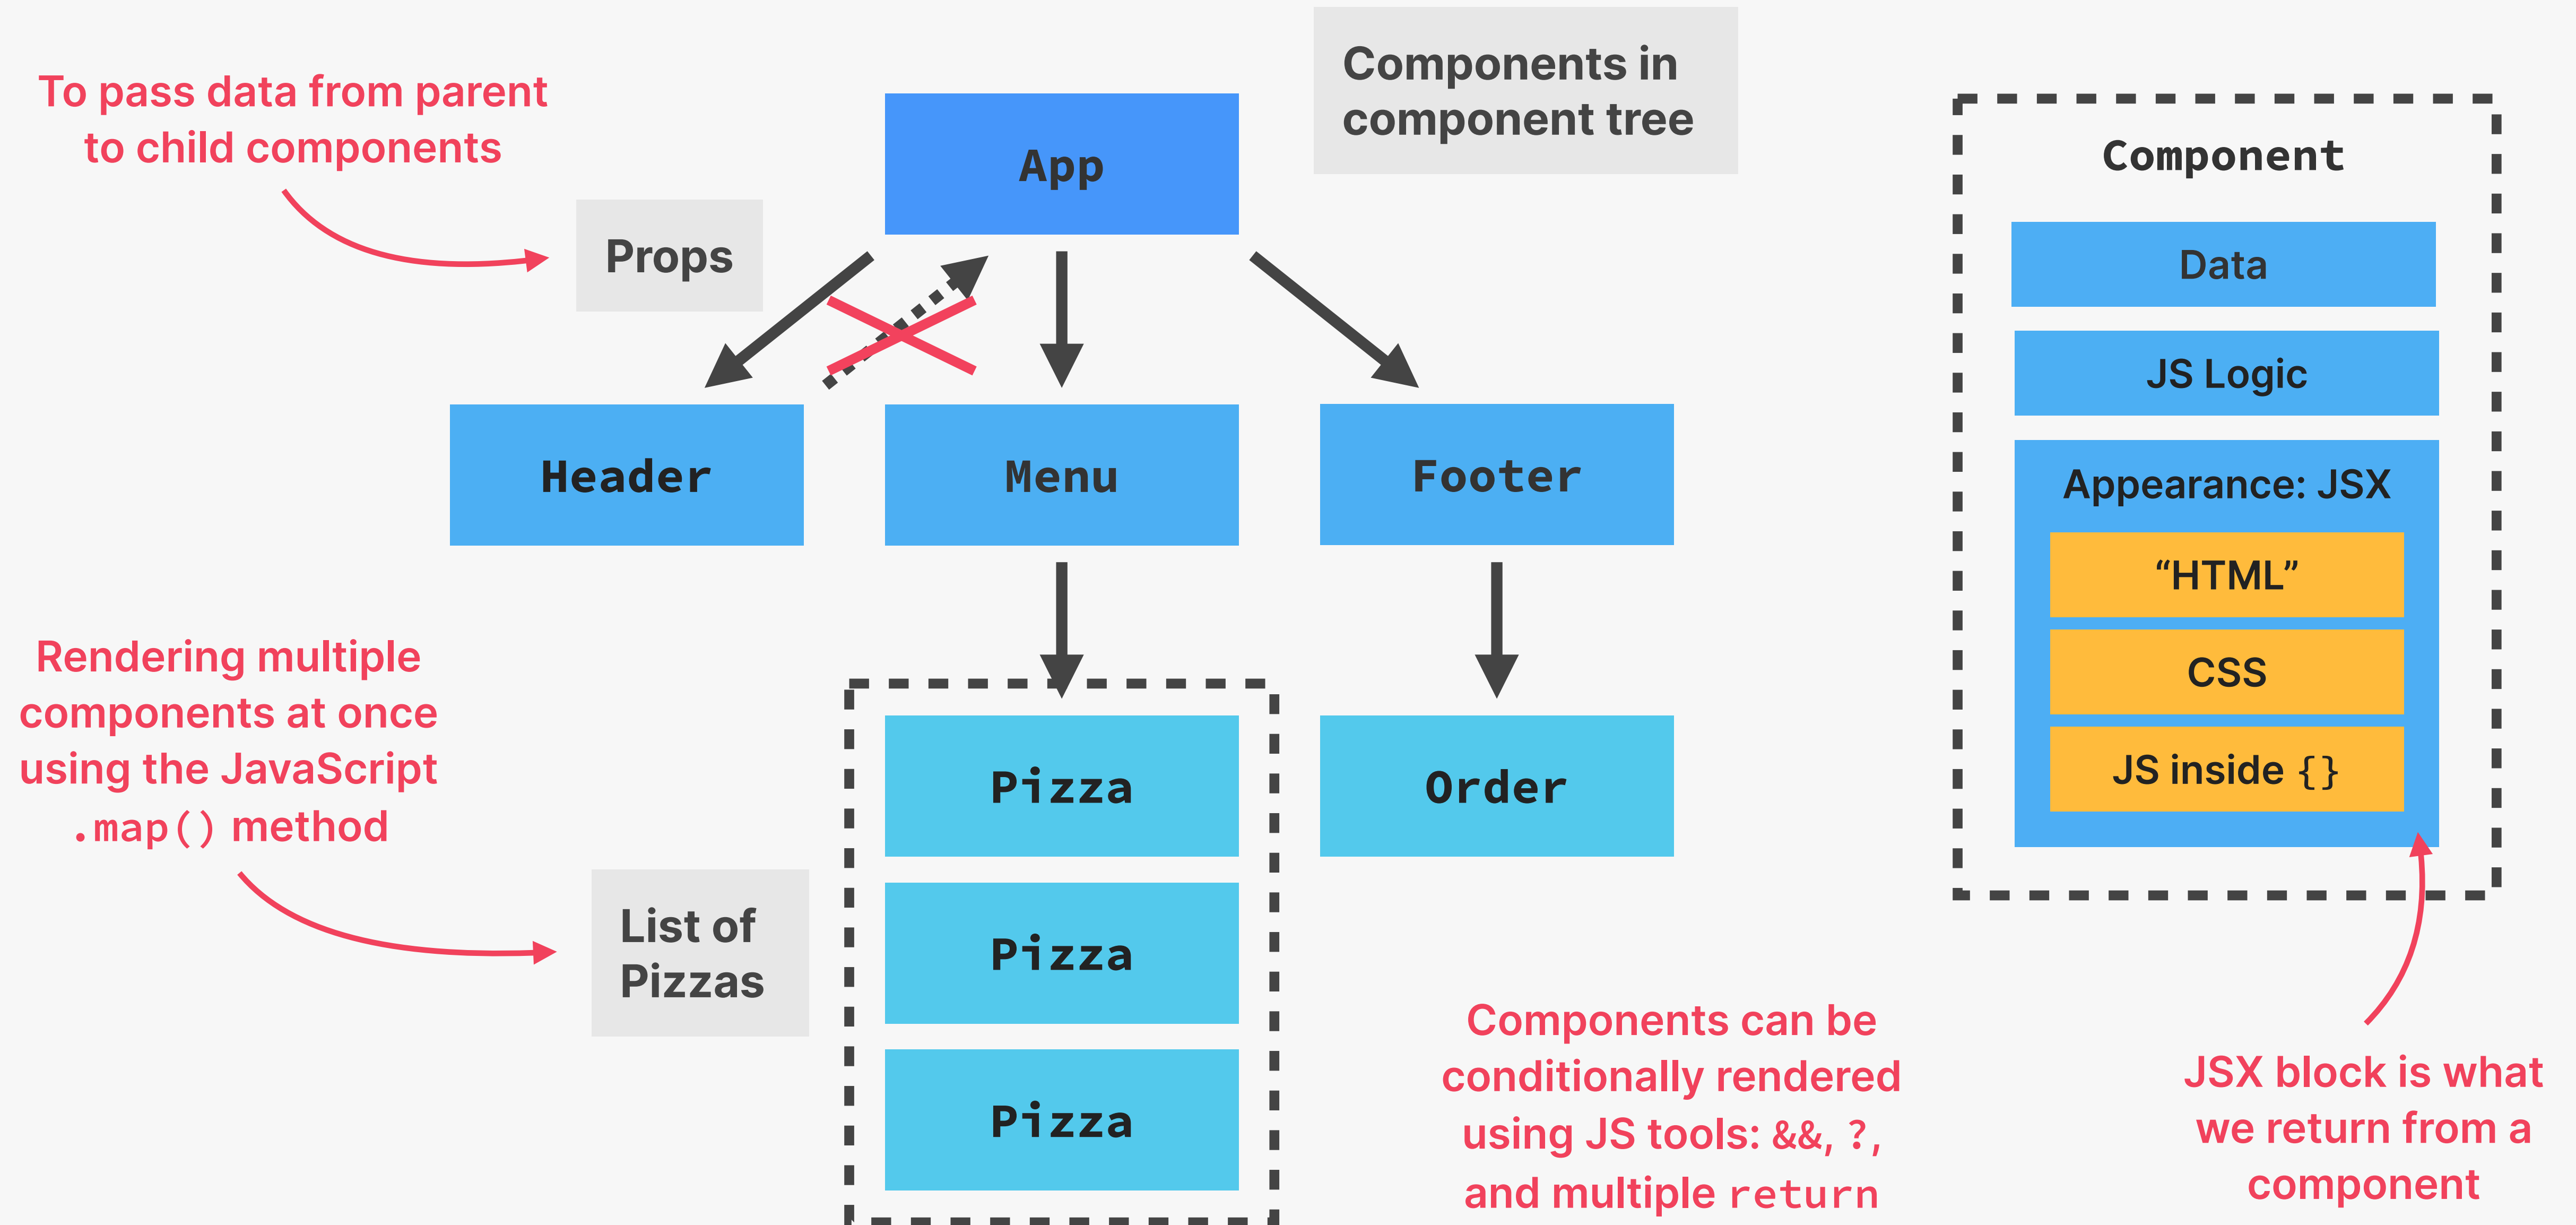 To pass data from parent
to child components
Props
Components in
component tree
App
Header
Menu
Footer
Rendering multiple
components at once
using the JavaScript
.map() method
List of
Pizzas
Pizza
Pizza
Pizza
Order
Components can be
conditionally rendered
using JS tools: &&, ?,
and multiple return
Component
Data
JS Logic
Appearance: JSX
“HTML”
CSS
JS inside {}
JSX block is what
we return from a
component